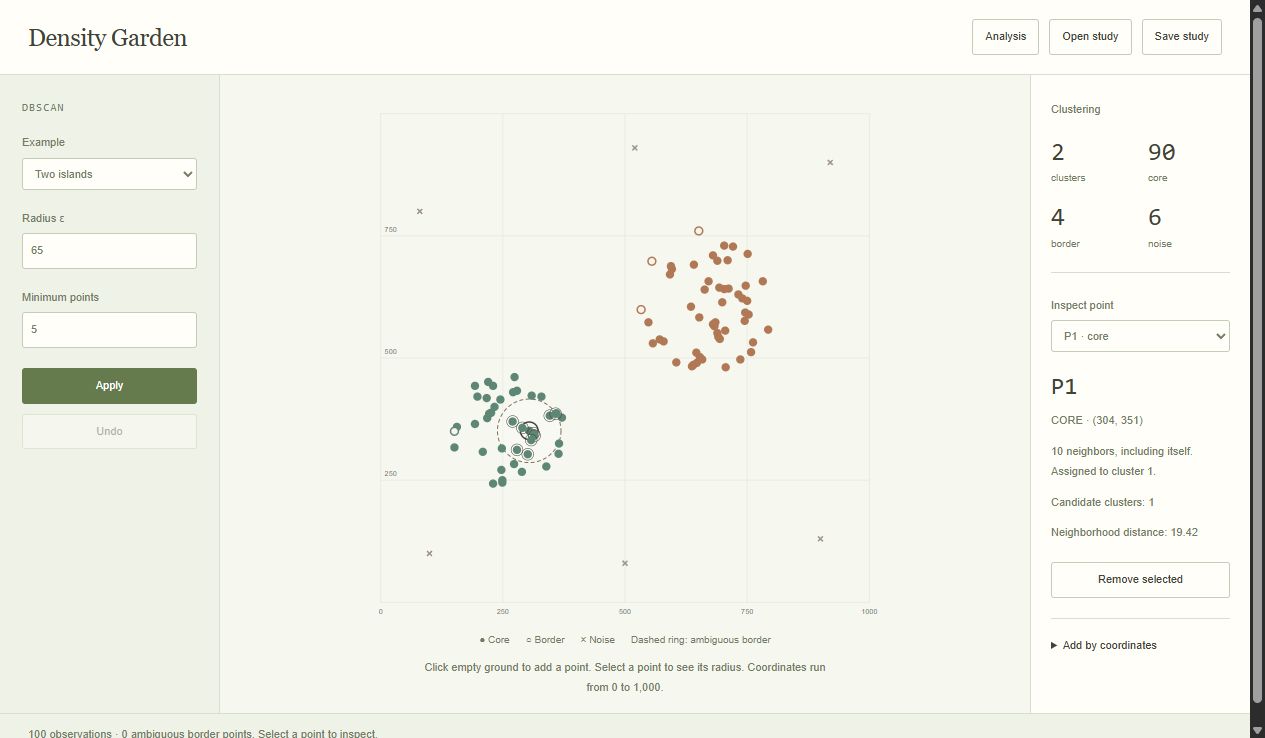 Density Garden
Analysis
Open study
Save study
DBSCAN
Example
Two islands
Radius ε
65
Minimum points
5
Apply
Undo
750
500
250
0
250
500
750
1000
● Core
○ Border
× Noise
Dashed ring: ambiguous border
Click empty ground to add a point. Select a point to see its radius. Coordinates run
from 0 to 1,000.
Clustering
2
90
clusters
core
4
6
border
noise
Inspect point
P1 · core
P1
CORE · (304, 351)
10 neighbors, including itself.
Assigned to cluster 1.
Candidate clusters: 1
Neighborhood distance: 19.42
Remove selected
▶ Add by coordinates
100 observations · 0 ambiguous border points. Select a point to inspect.